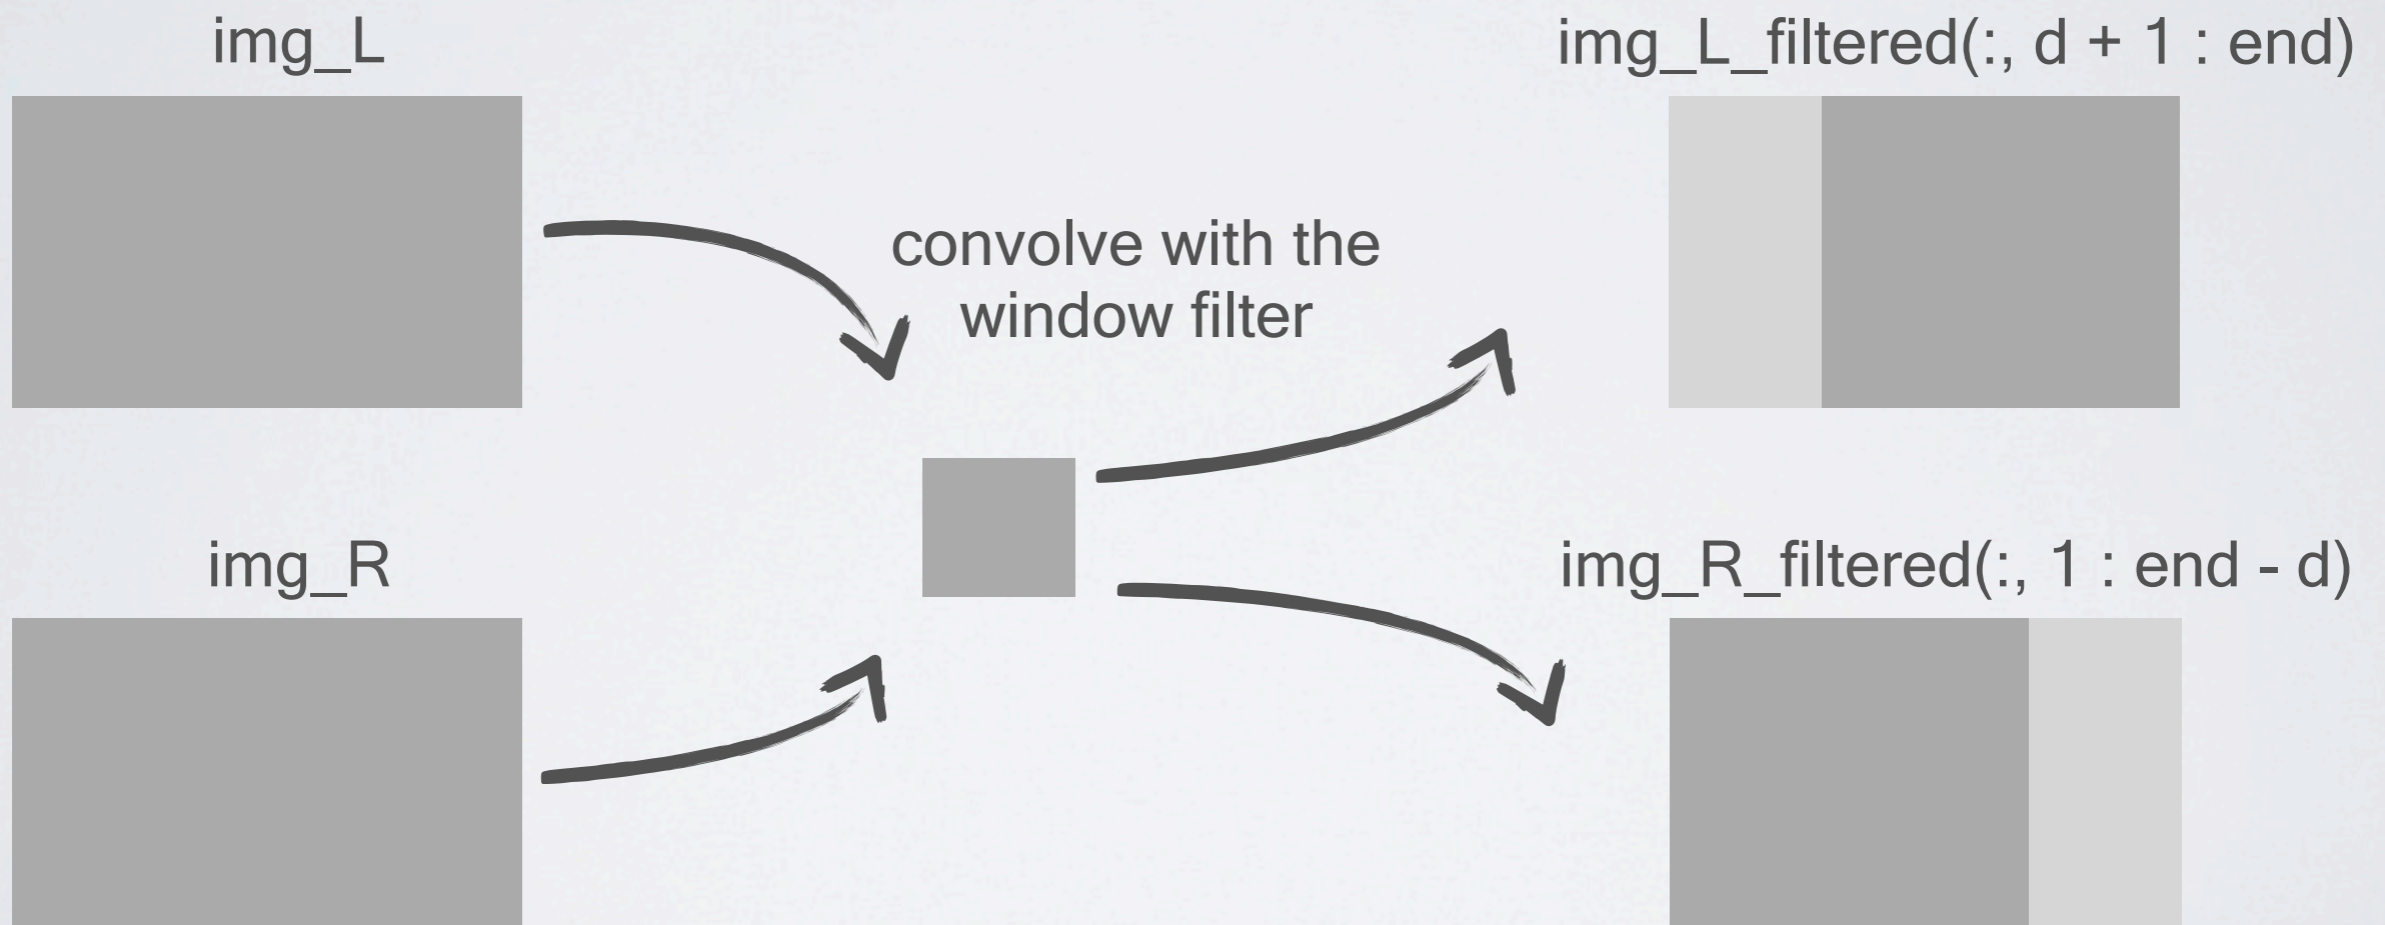 img_L
img_L_filtered(:, d + 1 : end)
convolve with the
window filter
img_R
img_R_filtered(:, 1 : end - d)